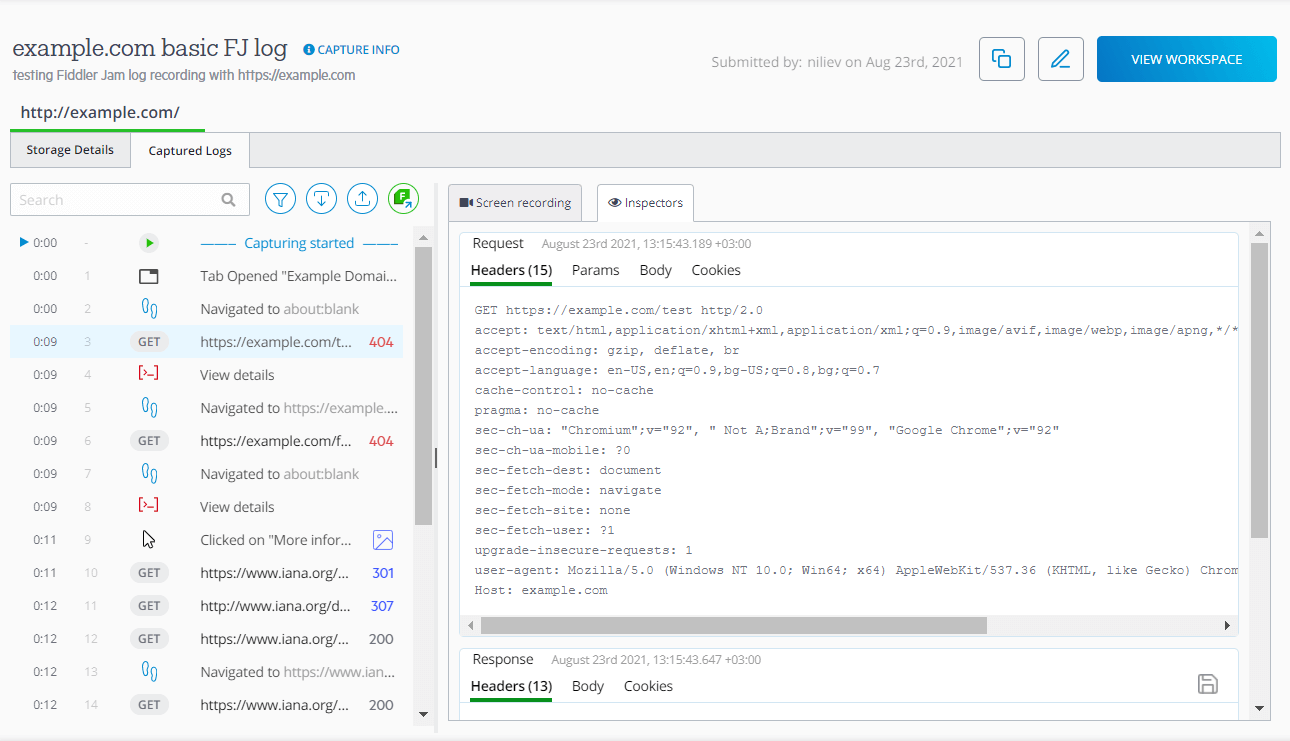 example.com basic FJ log CAPTURE INFO
testing Fiddler Jam log recording with https://example.com
Submitted by: niliev on Aug 23rd, 2021
VIEW WORKSPACE
http://example.com/
Storage Details Captured Logs
Search
F
0:00 - Capturing started
0:00 1 Tab Opened "Example Domai...
0:00 2 Navigated to about:blank
0:09 3 GET https://example.com/t... 404
0:09 4 View details
0:09 5 Navigated to https://example....
0:09 6 GET https://example.com/f... 404
0:09 7 Navigated to about:blank
0:09 8 View details
0:11 9 Clicked on "More infor...
0:11 10 GET https://www.iana.org/... 301
0:12 11 GET http://www.iana.org/d... 307
0:12 12 GET https://www.iana.org/... 200
0:12 13 Navigated to https://www.ian...
0:12 14 GET https://www.iana.org/... 200
Screen recording Inspectors
Request August 23rd 2021, 13:15:43.189 +03:00
Headers (15) Params Body Cookies
GET https://example.com/test http/2.0
accept: text/html,application/xhtml+xml,application/xml;q=0.9,image/avif,image/webp,image/apng,*/*
accept-encoding: gzip, deflate, br
accept-language: en-US,en;q=0.9,bg-US;q=0.8,bg;q=0.7
cache-control: no-cache
pragma: no-cache
sec-ch-ua: "Chromium";v="92", " Not A;Brand";v="99", "Google Chrome";v="92"
sec-ch-ua-mobile: ?0
sec-fetch-dest: document
sec-fetch-mode: navigate
sec-fetch-site: none
sec-fetch-user: ?1
upgrade-insecure-requests: 1
user-agent: Mozilla/5.0 (Windows NT 10.0; Win64; x64) AppleWebKit/537.36 (KHTML, like Gecko) Chrom
Host: example.com
Response August 23rd 2021, 13:15:43.647 +03:00
Headers (13) Body Cookies